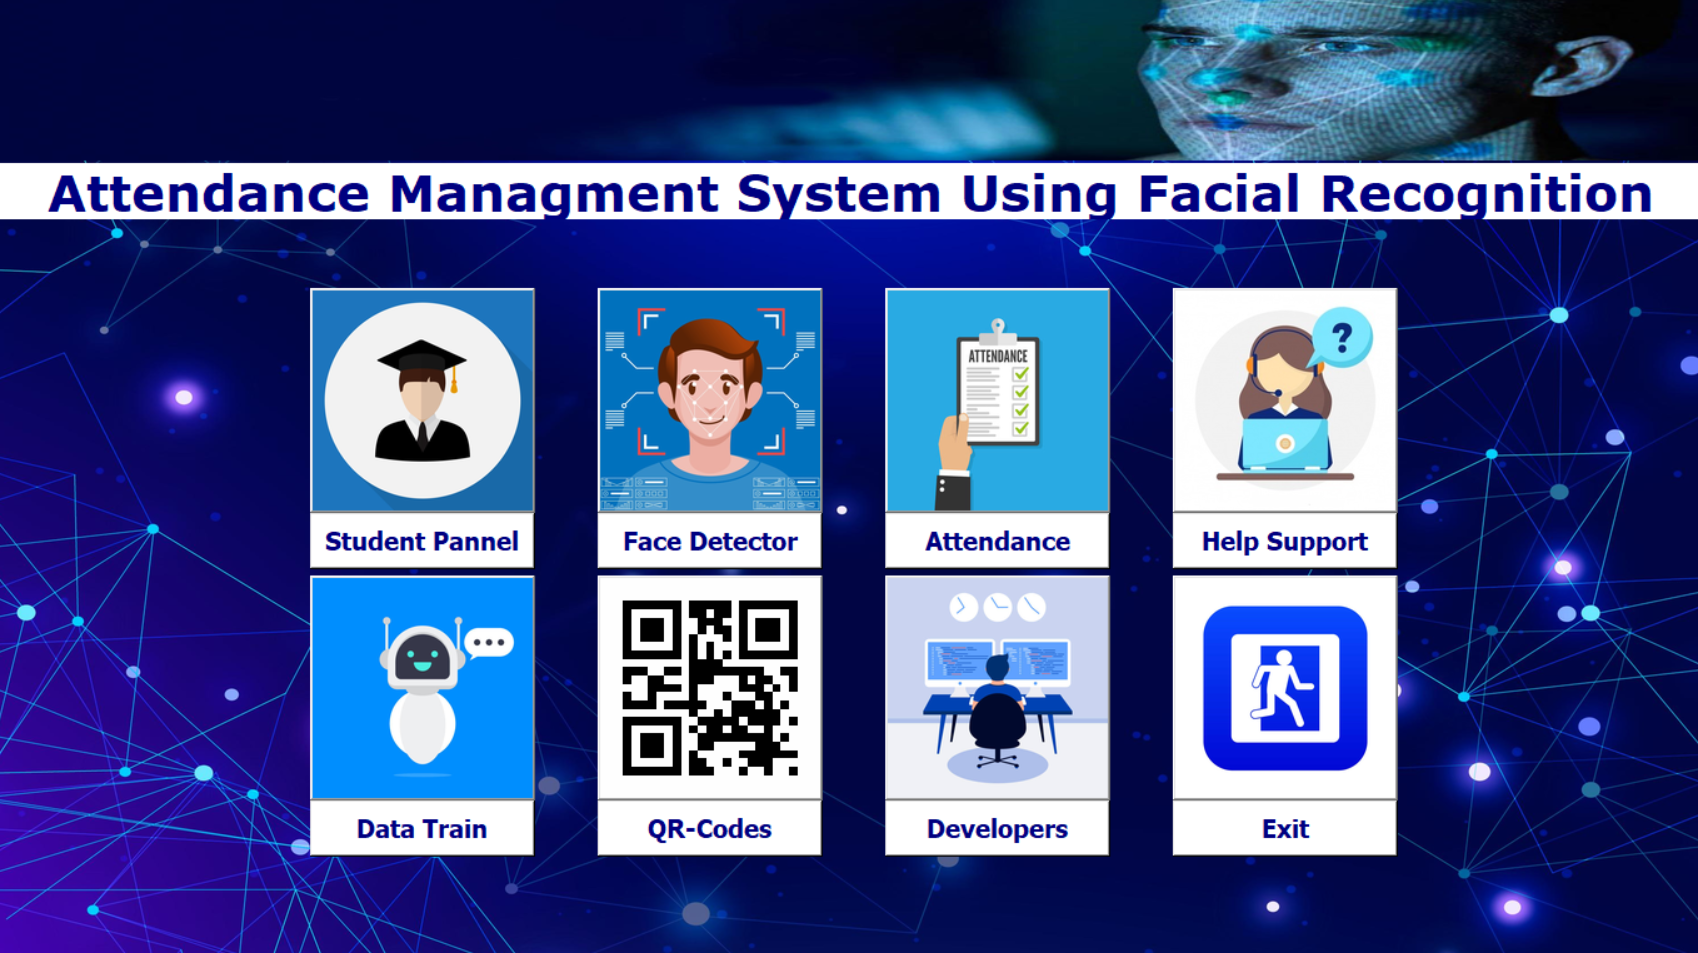 Attendance Managment System Using Facial Recognition
ATTENDANCE
?
Student Pannel
Face Detector
Attendance
Help Support
Data Train
QR-Codes
Developers
Exit